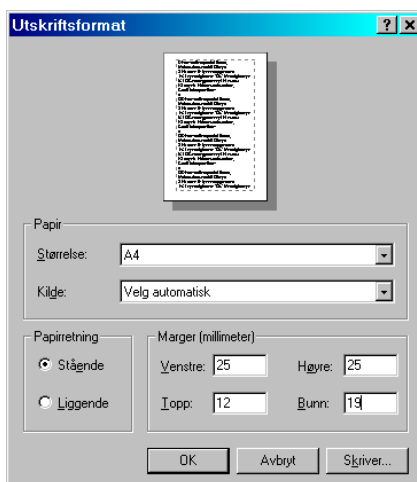 Utskriftsformat
Papir
Størrelse: A4
Kilde: Velg automatisk
Papirretning
Stående
Liggende
Marger (millimeter)
Venstre: 25 Høyre: 25
Topp: 12 Bunn: 19
OK Avbryt Skriver...